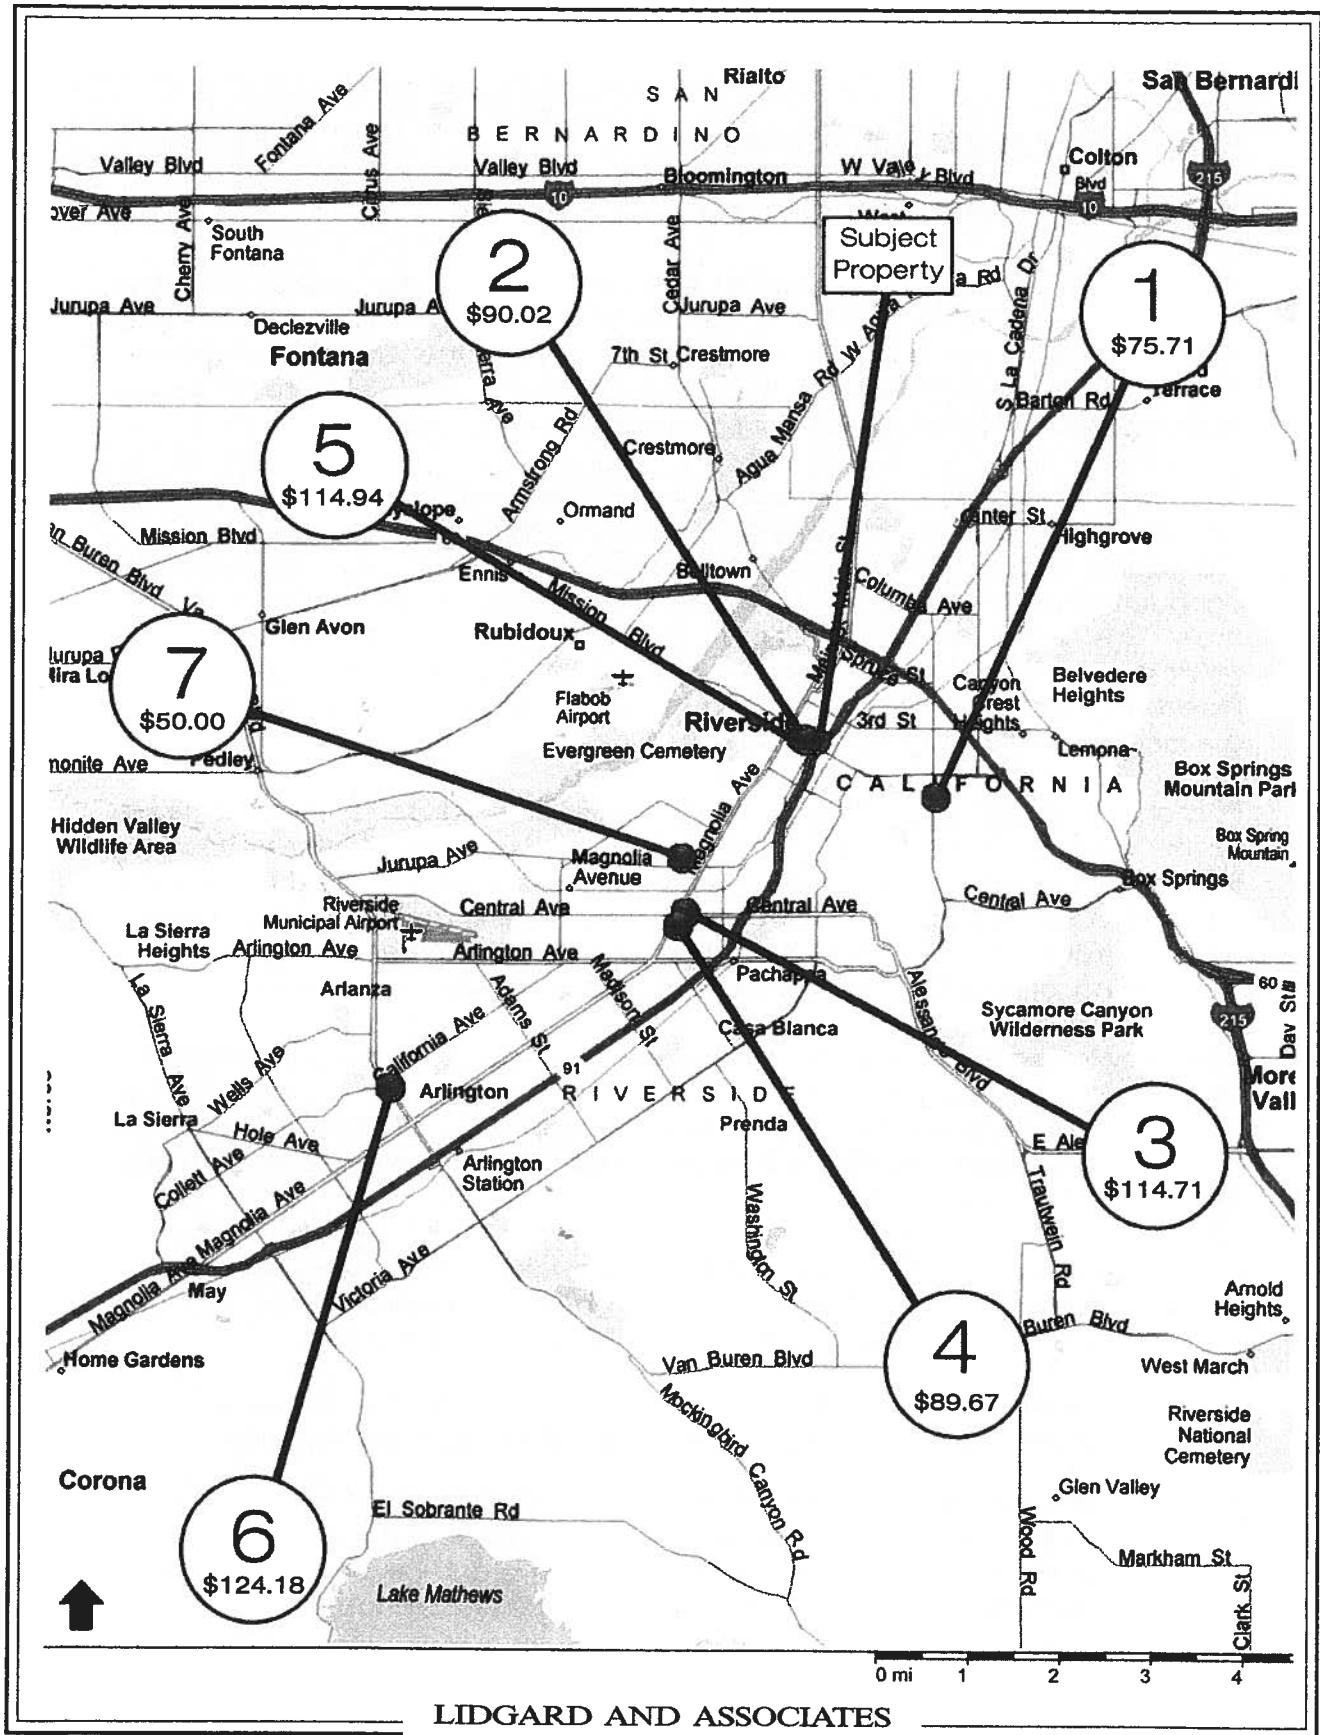 Rialto
SAN
BERNARDINO
Fontana Ave
Citrus Ave
Valley Blvd
Valley Blvd
Bloomington
W Valley Blvd
Colton
Blvd
10
10
215
Cherry Ave
South
Fontana
Cedar Ave
2
$90.02
Subject
Property
1
$75.71
S La Cadena Dr
Jurupa Ave
Declezville
Jurupa Ave
Fontana
7th St
Crestmore
Barton Rd
Terrace
5
$114.94
Armstrong Rd
Crestmore
Agua Mansa Rd
Ormand
Mission Blvd
Center St
Highgrove
Ennis
Belltown
Mission Blvd
Columbia Ave
Glen Avon
Rubidoux
Spruce St
7
$50.00
Flabob
Airport
Canyon
Crest
Heights
Belvedere
Heights
Riverside
3rd St
Evergreen Cemetery
Lemona
Pedley
CALIFORNIA
Box Springs
Hidden Valley
Wildlife Area
Magnolia Ave
Jurupa Ave
Magnolia
Avenue
Box Spring
Mountain
Box Springs
Riverside
Municipal Airport
Central Ave
Central Ave
Central Ave
La Sierra
Heights
Arlington Ave
Arlington Ave
Pachappa
Arlanza
La Sierra Ave
Adams St
Madison St
Casa Blanca
Alessandro Blvd
Sycamore Canyon
Wilderness Park
60
215
California Ave
Wells Ave
91
Arlington
RIVERSIDE
La Sierra
Hole Ave
Prenda
Collett Ave
Arlington
Station
3
$114.71
Magnolia Ave
Magnolia Ave
May
Victoria Ave
Washington St
Trautwein Rd
Arnold
Heights
Home Gardens
4
$89.67
Buren Blvd
Van Buren Blvd
West March
Mockingbird Canyon Rd
Riverside
National
Cemetery
Corona
El Sobrante Rd
6
$124.18
Glen Valley
Wood Rd
Markham St
Lake Mathews
Clark St
0 mi 1 2 3 4
LIDGARD AND ASSOCIATES